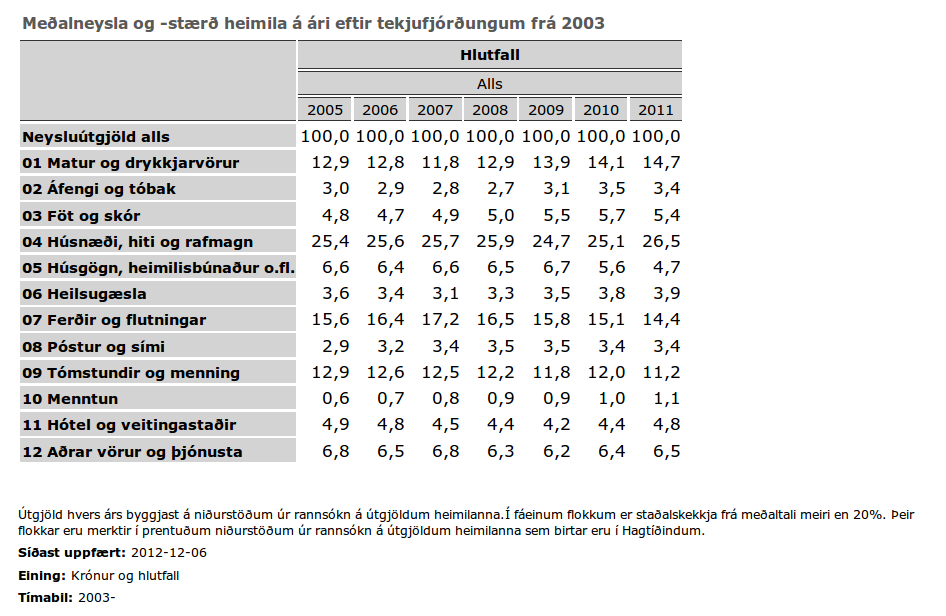 Meðalneysla og -stærð heimila á ári eftir tekjufjórðungum frá 2003
Hlutfall
Alls
2005 2006 2007 2008 2009 2010 2011
Neysluútgjöld alls 100,0 100,0 100,0 100,0 100,0 100,0 100,0
01 Matur og drykkjarvörur 12,9 12,8 11,8 12,9 13,9 14,1 14,7
02 Áfengi og tóbak 3,0 2,9 2,8 2,7 3,1 3,5 3,4
03 Föt og skór 4,8 4,7 4,9 5,0 5,5 5,7 5,4
04 Húsnæði, hiti og rafmagn 25,4 25,6 25,7 25,9 24,7 25,1 26,5
05 Húsgögn, heimilisbúnaður o.fl. 6,6 6,4 6,6 6,5 6,7 5,6 4,7
06 Heilsugæsla 3,6 3,4 3,1 3,3 3,5 3,8 3,9
07 Ferðir og flutningar 15,6 16,4 17,2 16,5 15,8 15,1 14,4
08 Póstur og sími 2,9 3,2 3,4 3,5 3,5 3,4 3,4
09 Tómstundir og menning 12,9 12,6 12,5 12,2 11,8 12,0 11,2
10 Menntun 0,6 0,7 0,8 0,9 0,9 1,0 1,1
11 Hótel og veitingastaðir 4,9 4,8 4,5 4,4 4,2 4,4 4,8
12 Aðrar vörur og þjónusta 6,8 6,5 6,8 6,3 6,2 6,4 6,5
Útgjöld hvers árs byggjast á niðurstöðum úr rannsókn á útgjöldum heimilanna.Í fáeinum flokkum er staðalskekkja frá meðaltali meiri en 20%. Þeir
flokkar eru merktir í prentuðum niðurstöðum úr rannsókn á útgjöldum heimilanna sem birtar eru í Hagtíðindum.
Síðast uppfært: 2012-12-06
Eining: Krónur og hlutfall
Tímabil: 2003-